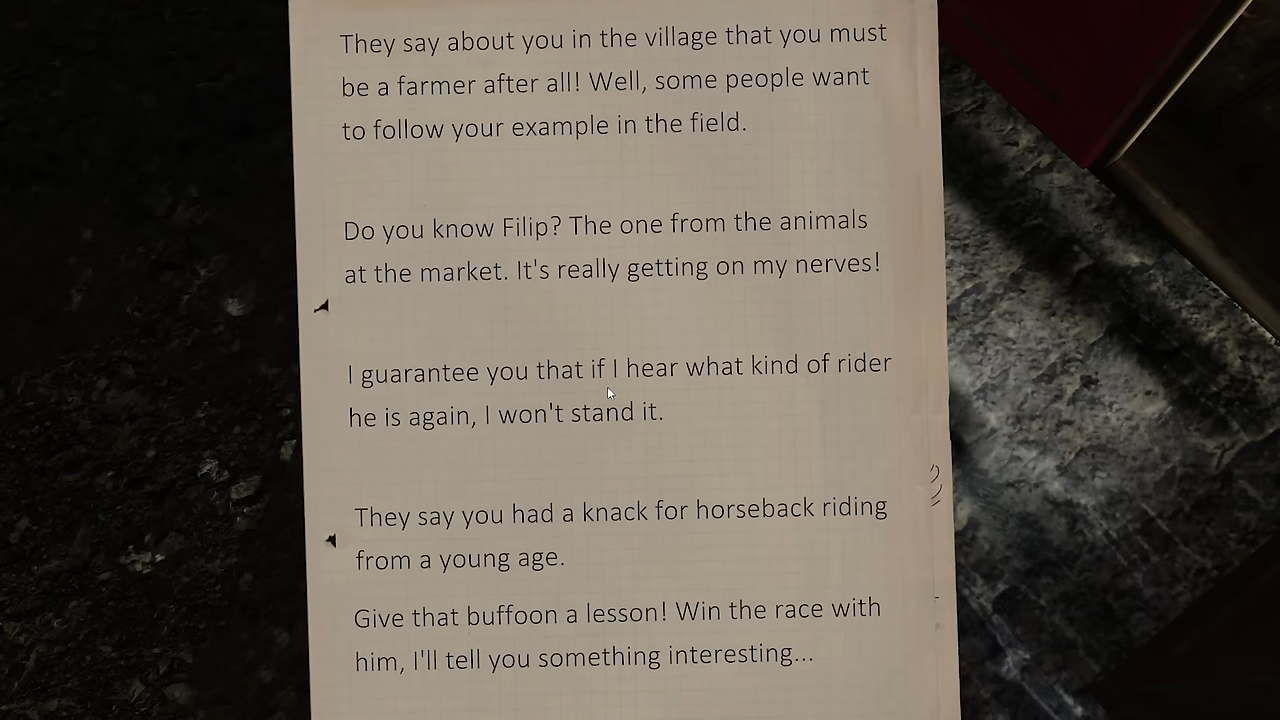 They say about you in the village that you must
be a farmer after all! Well, some people want
to follow your example in the field.
Do you know Filip? The one from the animals
at the market. It's really getting on my nerves!
I guarantee you that if I hear what kind of rider
he is again, I won't stand it.
They say you had a knack for horseback riding
from a young age.
Give that buffoon a lesson! Win the race with
him, I'll tell you something interesting...